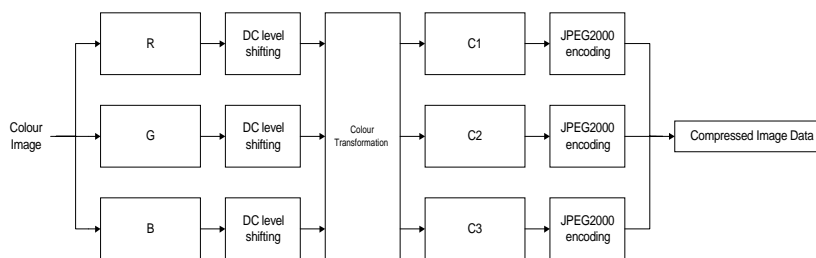 Colour
Image
R
DC level
shifting
G
DC level
shifting
B
DC level
shifting
Colour
Transformation
C1
JPEG2000
encoding
C2
JPEG2000
encoding
C3
JPEG2000
encoding
Compressed Image Data